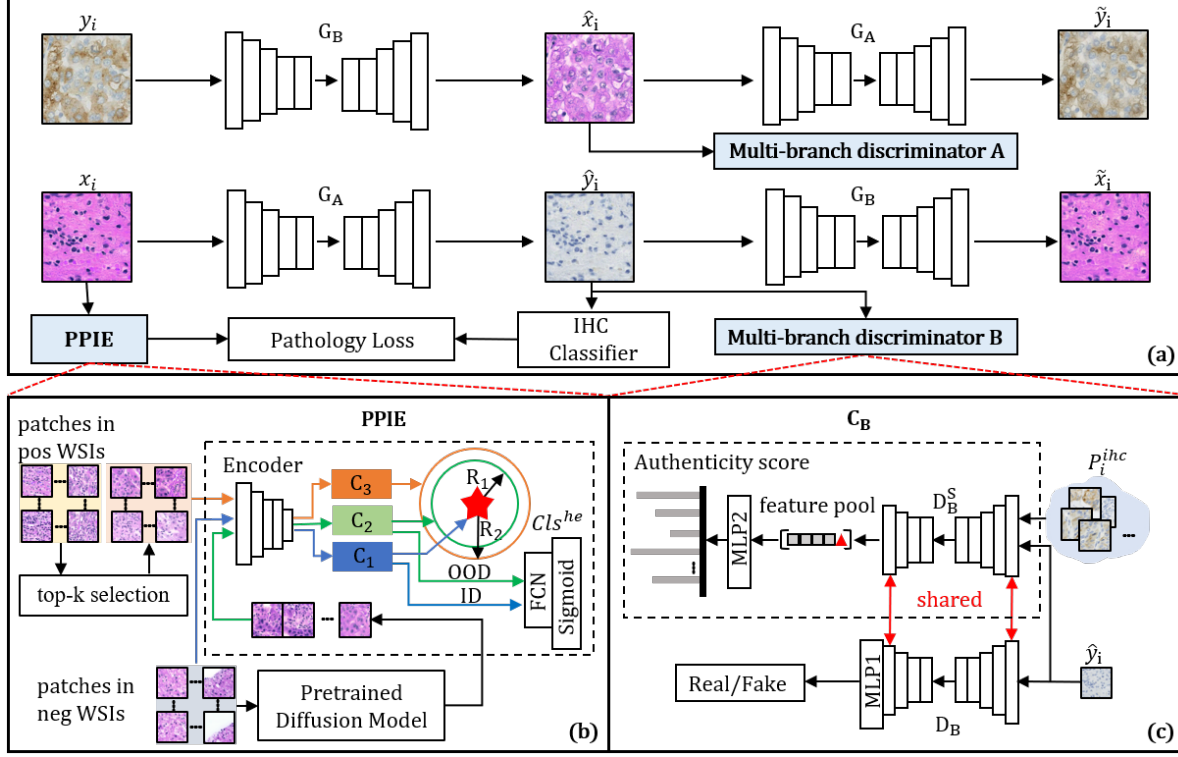 y_i
G_B
x̂_i
G_A
ỹ_i
Multi-branch discriminator A
x_i
G_A
ŷ_i
G_B
x̃_i
PPIE
Pathology Loss
IHC
Classifier
Multi-branch discriminator B
(a)
PPIE
patches in
pos WSIs
Encoder
C_3
C_2
C_1
R_1
R_2
Cls^{he}
OOD
ID
FCN
Sigmoid
top-k selection
patches in
neg WSIs
Pretrained
Diffusion Model
(b)
C_B
Authenticity score
P_i^{ihc}
feature pool
D_B^S
MLP2
shared
MLP1
Real/Fake
D_B
ŷ_i
(c)